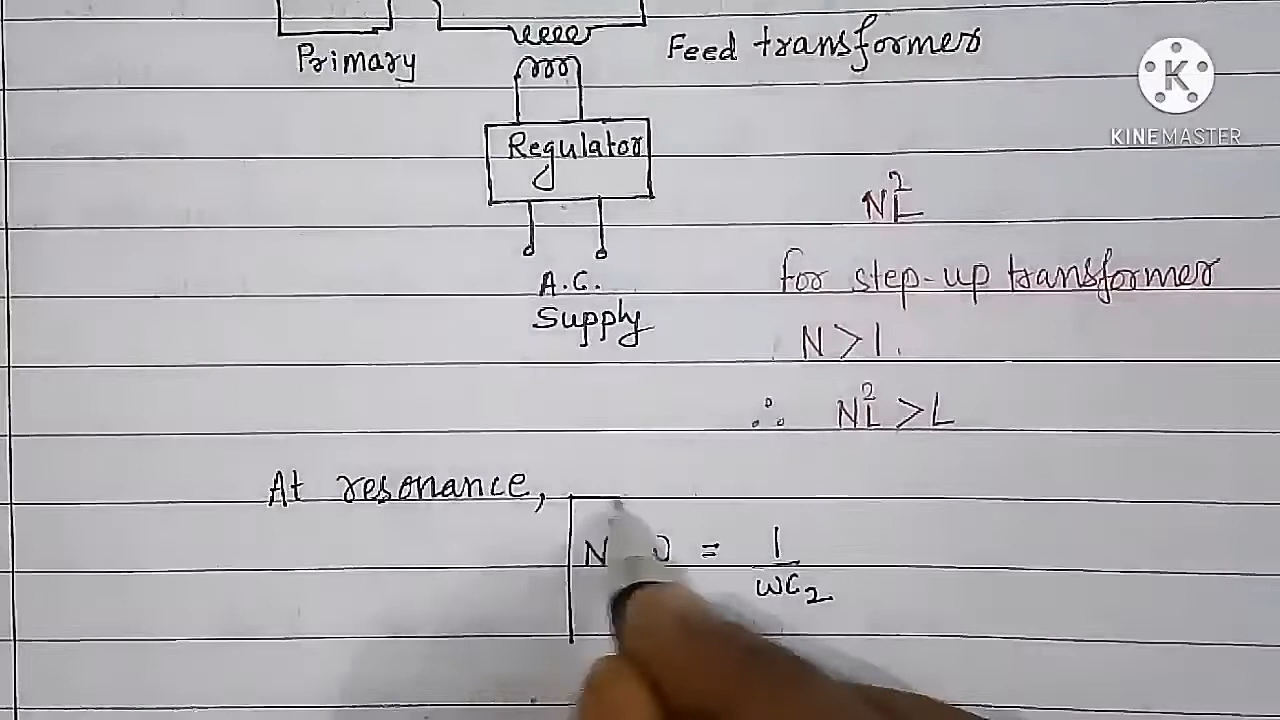 Primary
Feed transformer
Regulator
A.C.
Supply
KINEMASTER
N²L
for step-up transformer
N > 1.
∴ N²L > L
At resonance,
N = 1/ωC₂